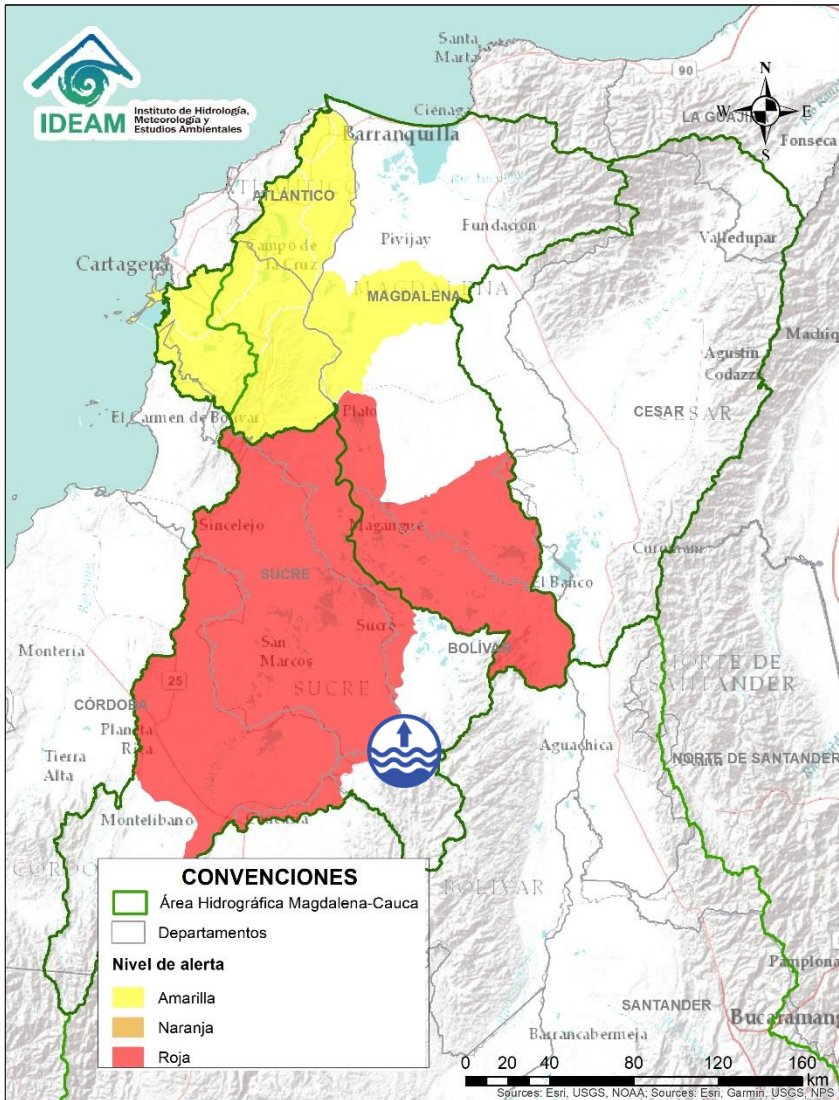 IDEAM
Instituto de Hidrología,
Meteorología y
Estudios Ambientales
Santa
Marta
90
N
W
E
S
Ciénaga
LA GUAJIRA
Fonseca
Barranquilla
ATLÁNTICO
Valledupar
Pivijay
Fundación
Campo de
la Cruz
Cartagena
MAGDALENA
Agustín
Codazzi
El Carmen de Bolívar
Plato
CESAR
CESAR
Sincelejo
Magangué
SUCRE
El Banco
Sucre
San
Marcos
BOLÍVAR
Montería
SUCRE
NORTE DE
SANTANDER
25
CÓRDOBA
Planeta
Rica
Tierra
Alta
Aguachica
NORTE DE SANTANDER
Montelíbano
BOLÍVAR
CONVENCIONES
Área Hidrográfica Magdalena-Cauca
Departamentos
Nivel de alerta
Amarilla
Naranja
Roja
Pamplona
SANTANDER
Barrancabermeja
0 20 40 80 120 160
km
Sources: Esri, USGS, NOAA; Sources: Esri, Garmin, USGS, NPS